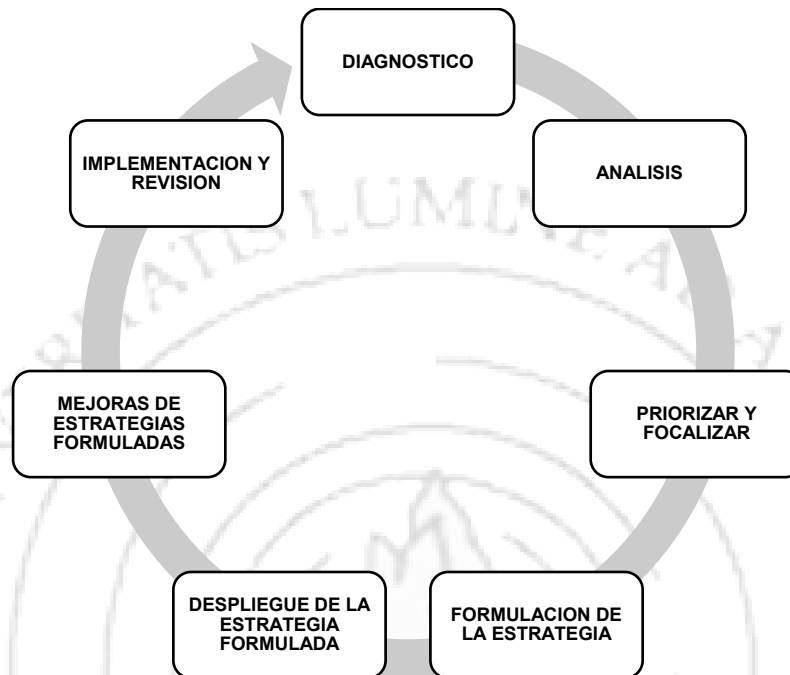 DIAGNOSTICO
ANALISIS
PRIORIZAR Y
FOCALIZAR
FORMULACION DE
LA ESTRATEGIA
DESPLIEGUE DE LA
ESTRATEGIA
FORMULADA
MEJORAS DE
ESTRATEGIAS
FORMULADAS
IMPLEMENTACION Y
REVISION
LUMINE